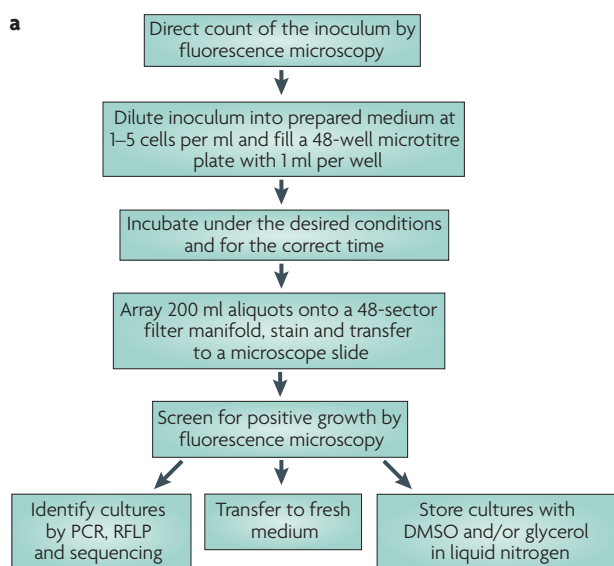 a
Direct count of the inoculum by
fluorescence microscopy
Dilute inoculum into prepared medium at
1–5 cells per ml and fill a 48-well microtitre
plate with 1 ml per well
Incubate under the desired conditions
and for the correct time
Array 200 ml aliquots onto a 48-sector
filter manifold, stain and transfer
to a microscope slide
Screen for positive growth by
fluorescence microscopy
Identify cultures
by PCR, RFLP
and sequencing
Transfer to fresh
medium
Store cultures with
DMSO and/or glycerol
in liquid nitrogen